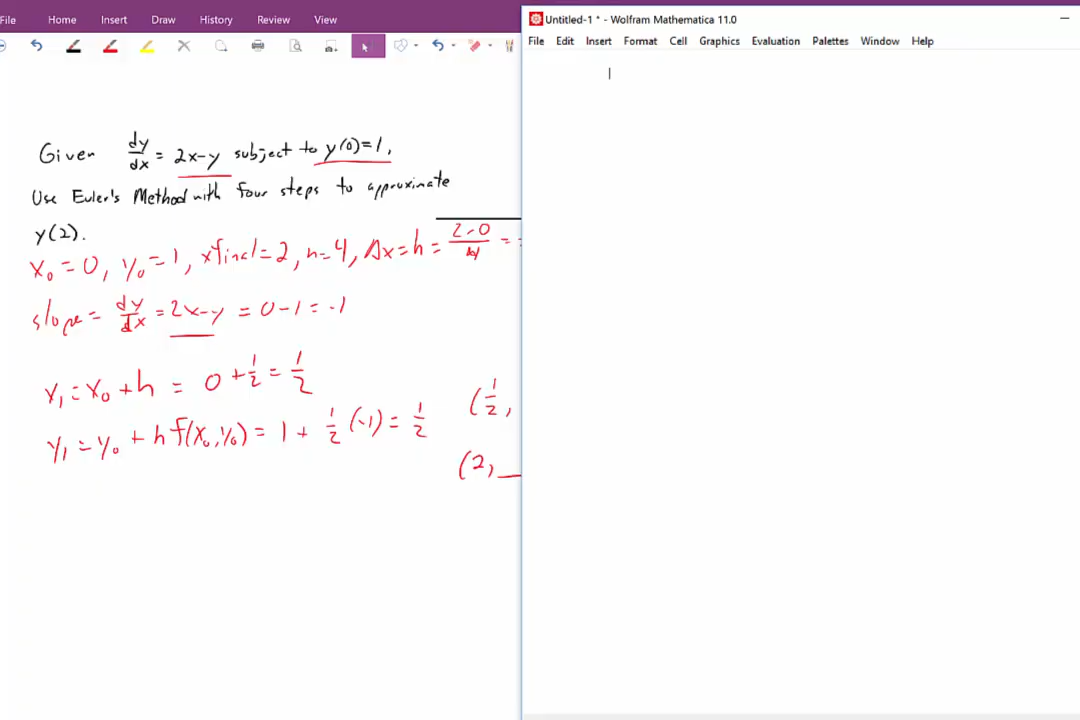 File Home Insert Draw History Review View
Untitled-1 * - Wolfram Mathematica 11.0
File Edit Insert Format Cell Graphics Evaluation Palettes Window Help
Given dy/dx = 2x-y subject to y(0)=1,
Use Euler's Method with four steps to approximate
y(2).
x₀ = 0, y₀ = 1, xfinal = 2, n=4, Δx = h = (2-0)/4 =
slope = dy/dx = 2x-y = 0-1 = -1
x₁ = x₀ + h = 0 + 1/2 = 1/2
(1/2,
y₁ = y₀ + h f(x₀, y₀) = 1 + 1/2 (-1) = 1/2
(2, _